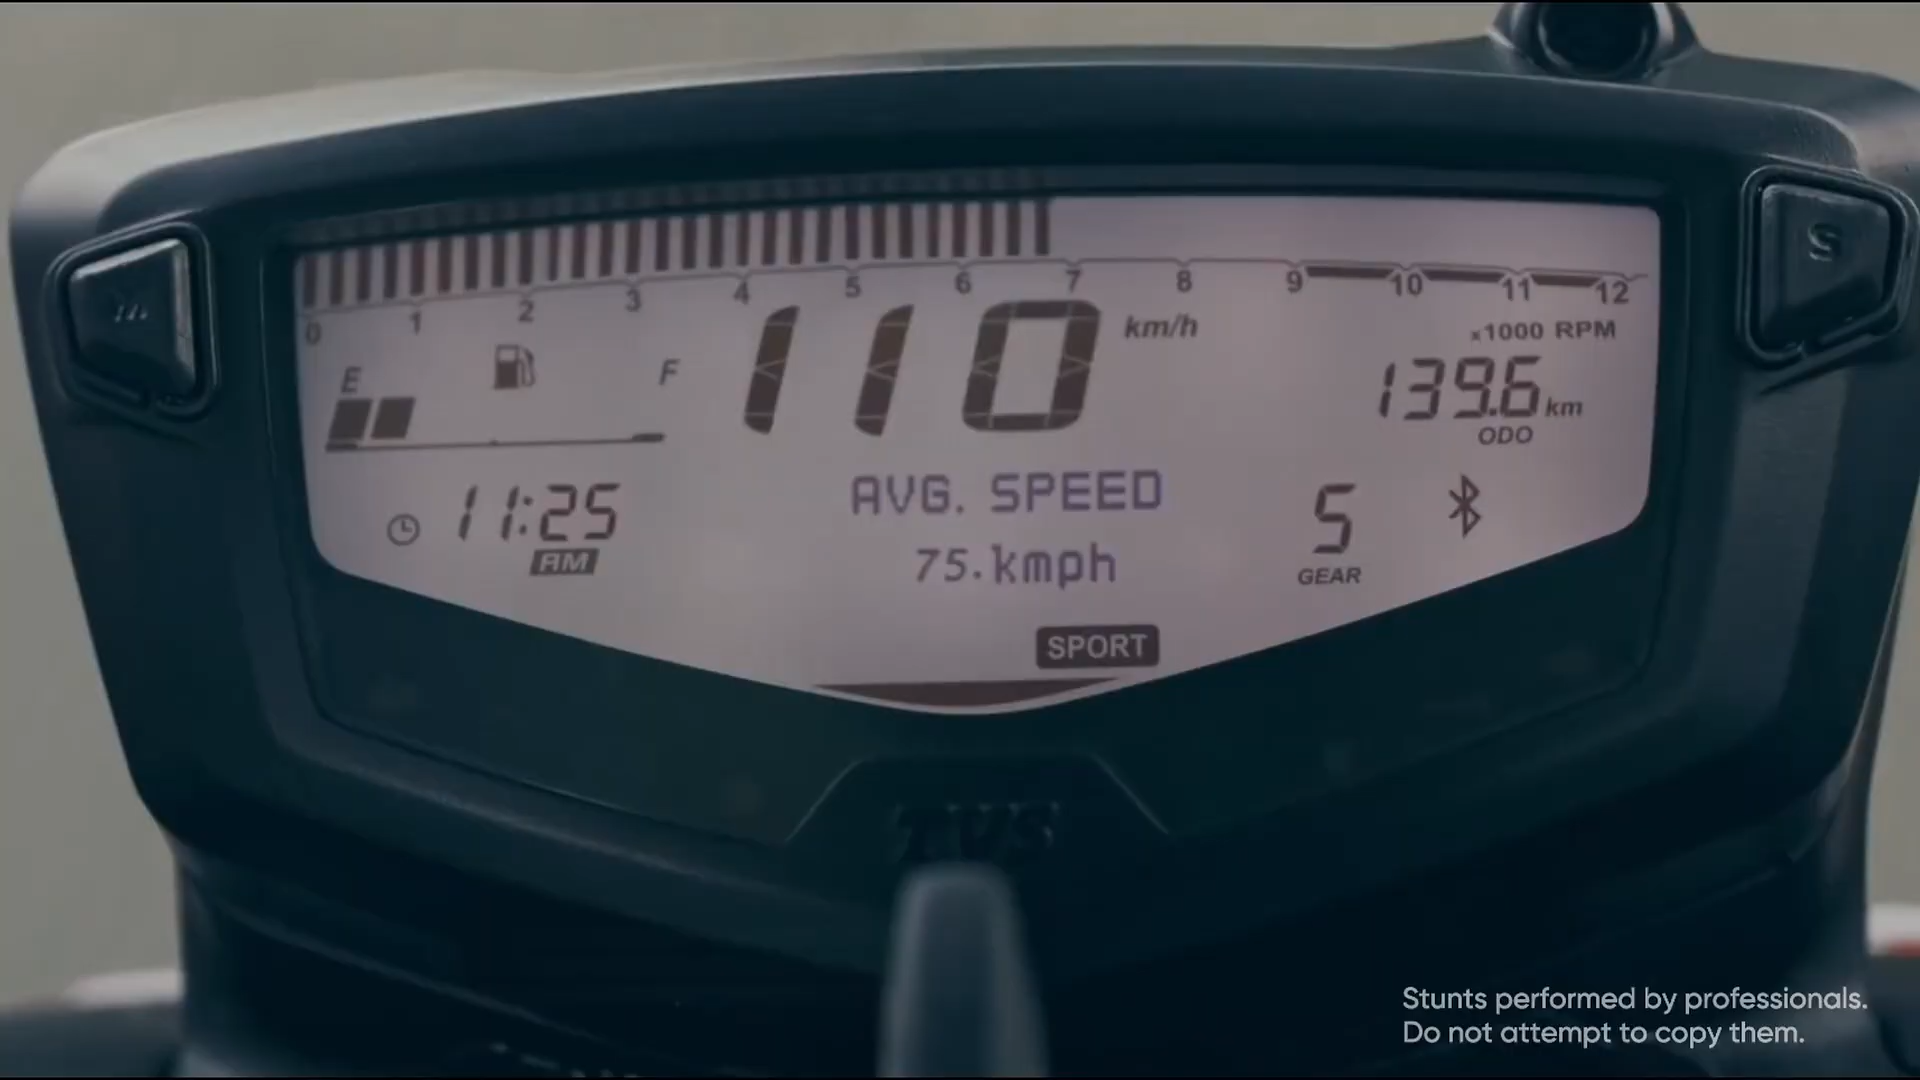 0 1 2 3 4 5 6 7 8 9 10 11 12
x1000 RPM
E F
110 km/h
139.6 km
ODO
11:25
AM
AVG. SPEED
75.kmph
5
GEAR
SPORT
S
TVS
Stunts performed by professionals.
Do not attempt to copy them.